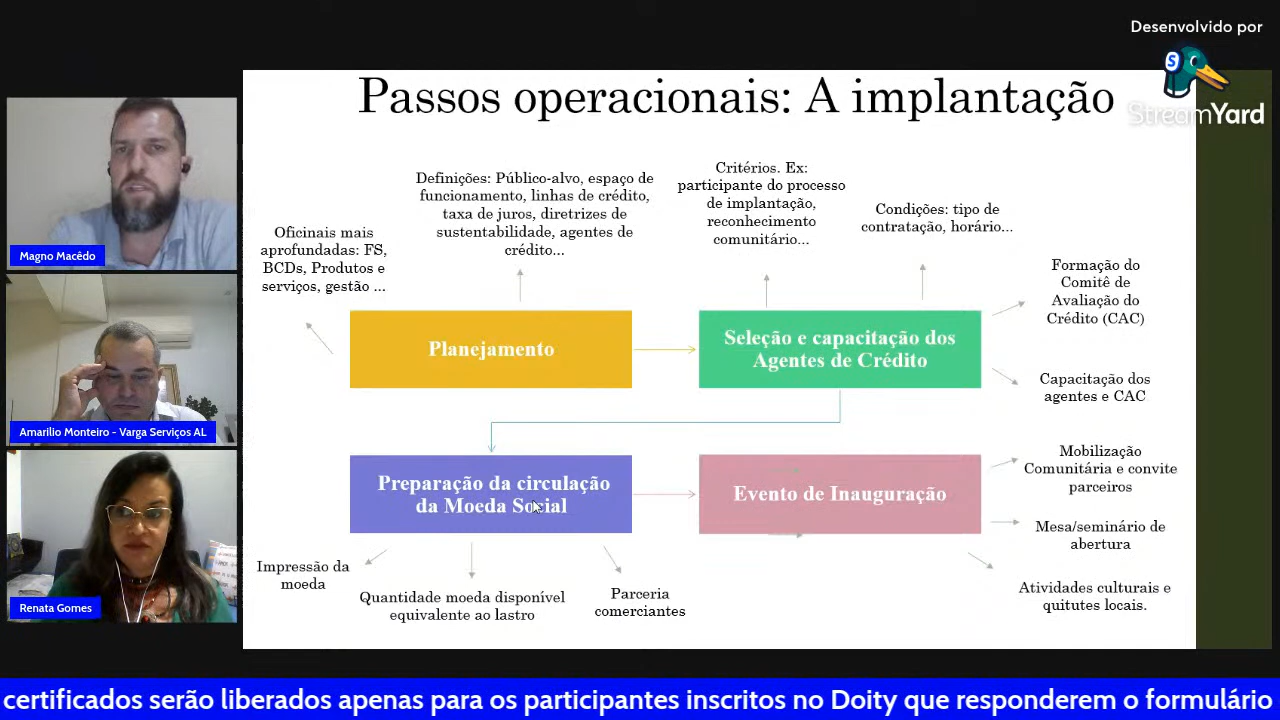 Desenvolvido por
StreamYard
Passos operacionais: A implantação
Oficinais mais
aprofundadas: FS,
BCDs, Produtos e
serviços, gestão ...
Definições: Público-alvo, espaço de
funcionamento, linhas de crédito,
taxa de juros, diretrizes de
sustentabilidade, agentes de
crédito...
Critérios. Ex:
participante do processo
de implantação,
reconhecimento
comunitário...
Condições: tipo de
contratação, horário...
Formação do
Comitê de
Avaliação do
Crédito (CAC)
Capacitação dos
agentes e CAC
Planejamento
Seleção e capacitação dos
Agentes de Crédito
Preparação da circulação
da Moeda Social
Evento de Inauguração
Mobilização
Comunitária e convite
parceiros
Mesa/seminário de
abertura
Atividades culturais e
quitutes locais.
Impressão da
moeda
Quantidade moeda disponível
equivalente ao lastro
Parceria
comerciantes
Magno Macêdo
Amarilio Monteiro - Varga Serviços AL
Renata Gomes
certificados serão liberados apenas para os participantes inscritos no Doity que responderem o formulário